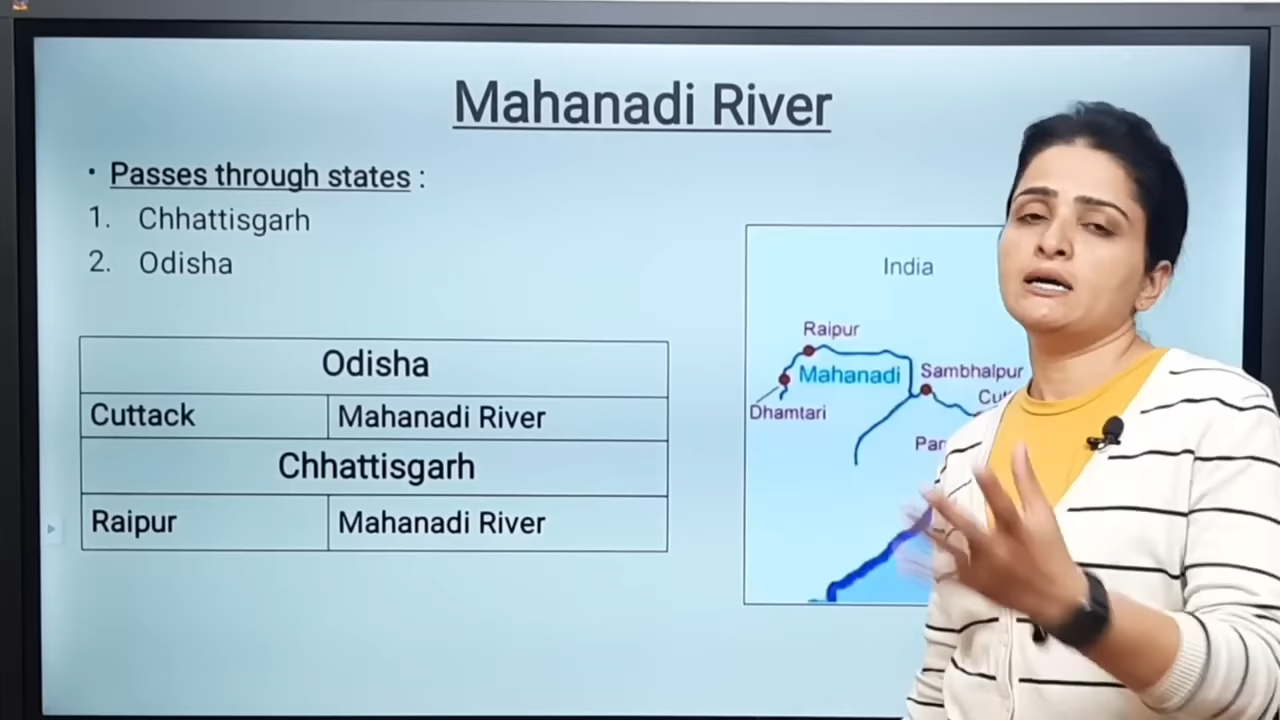 Mahanadi River
• Passes through states :
1. Chhattisgarh
2. Odisha
Odisha
Cuttack Mahanadi River
Chhattisgarh
Raipur Mahanadi River
India
Raipur
Mahanadi
Sambhalpur
Dhamtari